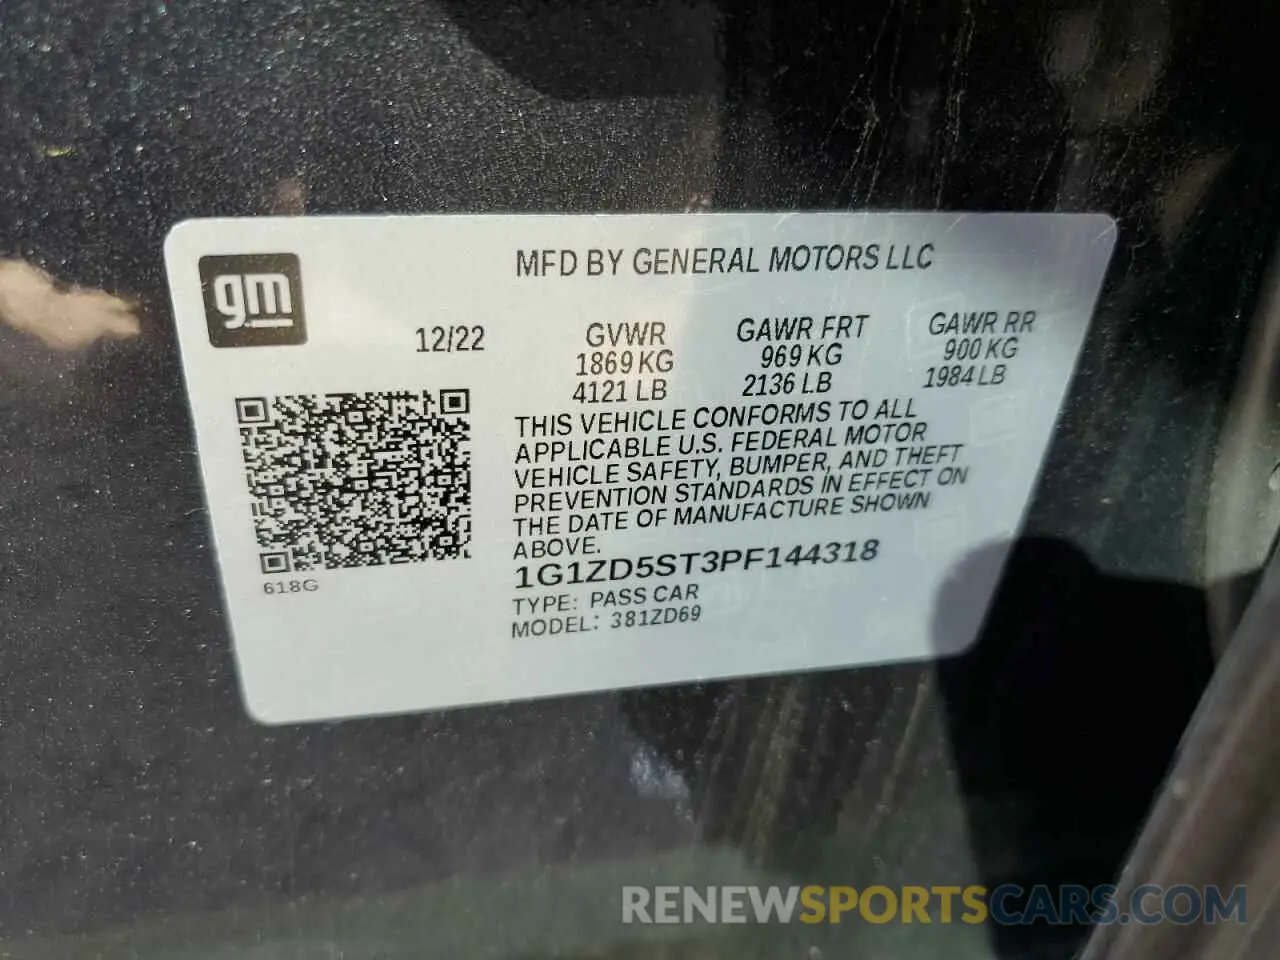 gm
MFD BY GENERAL MOTORS LLC
12/22
GVWR
1869 KG
4121 LB
GAWR FRT
969 KG
2136 LB
GAWR RR
900 KG
1984 LB
THIS VEHICLE CONFORMS TO ALL
APPLICABLE U.S. FEDERAL MOTOR
VEHICLE SAFETY, BUMPER, AND THEFT
PREVENTION STANDARDS IN EFFECT ON
THE DATE OF MANUFACTURE SHOWN
ABOVE.
618G
1G1ZD5ST3PF144318
TYPE: PASS CAR
MODEL: 381ZD69
RENEWSPORTSCARS.COM